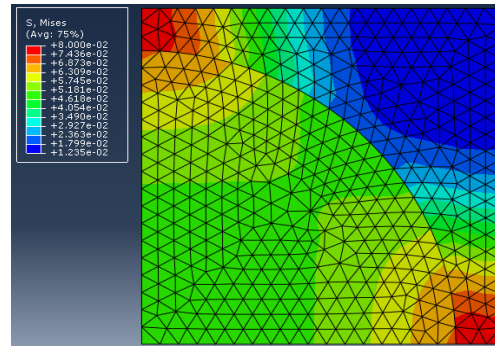 S, Mises
(Avg: 75%)
+8.000e-02
+7.436e-02
+6.873e-02
+6.309e-02
+5.745e-02
+5.181e-02
+4.618e-02
+4.054e-02
+3.490e-02
+2.927e-02
+2.363e-02
+1.799e-02
+1.235e-02